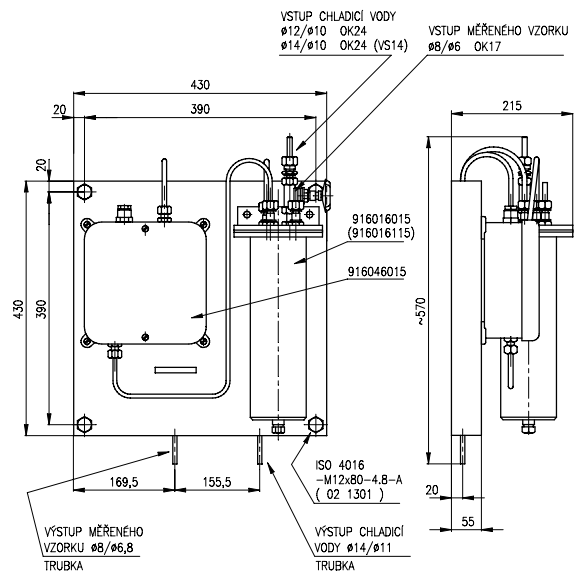 VSTUP CHLADICÍ VODY
ø12/ø10 OK24
ø14/ø10 OK24 (VS14)
VSTUP MĚŘENÉHO VZORKU
ø8/ø6 OK17
430
20
390
215
20
430
390
916016015
(916016115)
916046015
~570
ISO 4016
-M12x80-4.8-A
( 02 1301 )
169,5
155,5
20
55
VÝSTUP MĚŘENÉHO
VZORKU ø8/ø6,8
TRUBKA
VÝSTUP CHLADICÍ
VODY ø14/ø11
TRUBKA